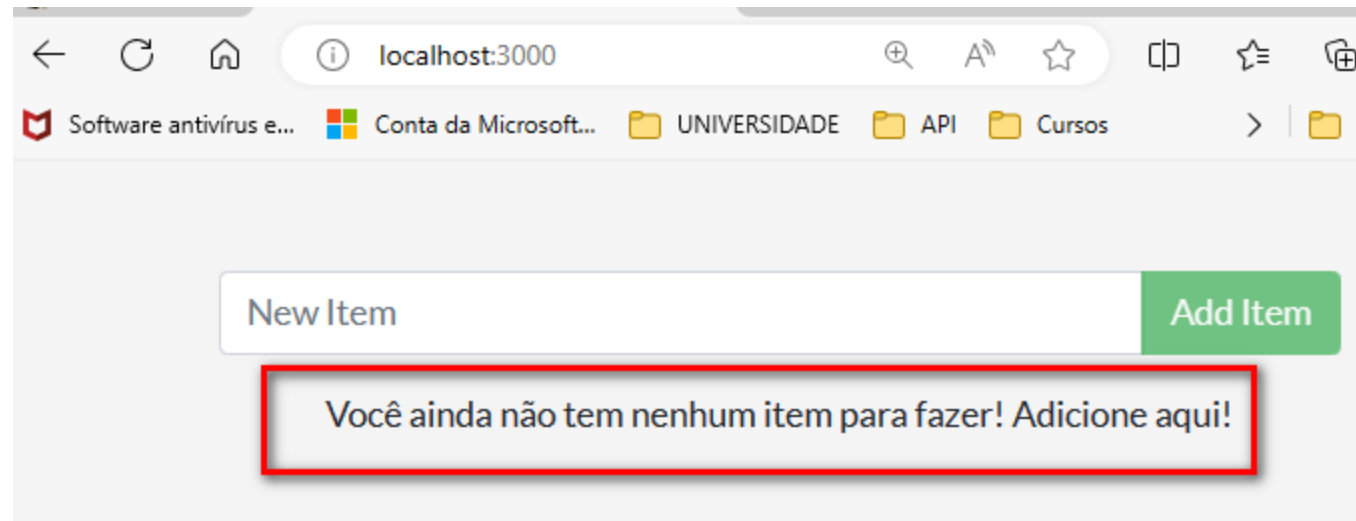 localhost:3000
Software antivírus e... Conta da Microsoft... UNIVERSIDADE API Cursos
New Item Add Item
Você ainda não tem nenhum item para fazer! Adicione aqui!